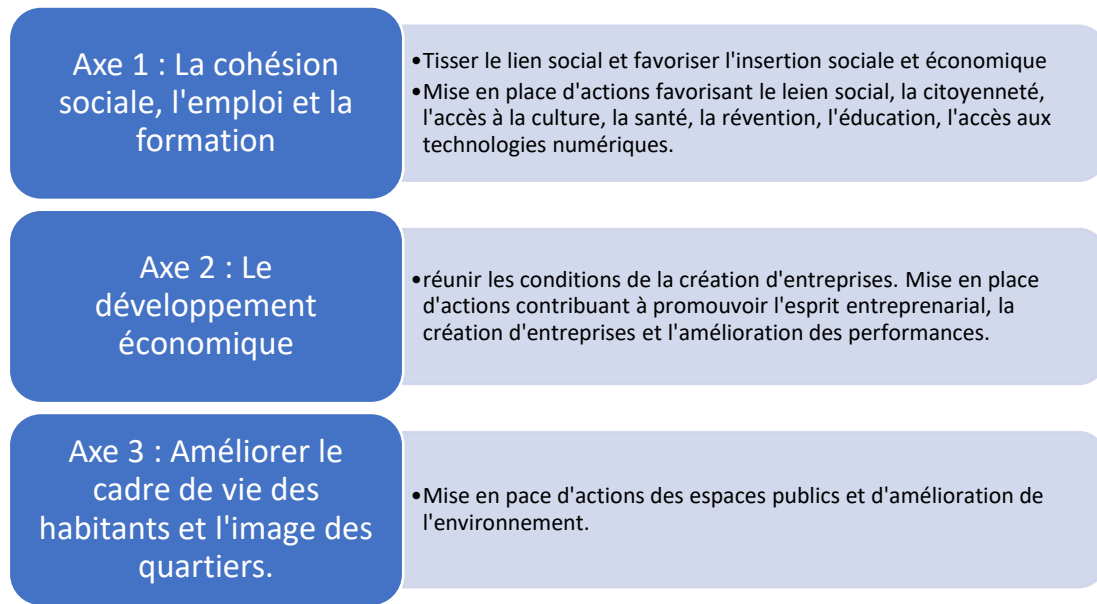 Axe 1 : La cohésion
sociale, l'emploi et la
formation
•Tisser le lien social et favoriser l'insertion sociale et économique
•Mise en place d'actions favorisant le leien social, la citoyenneté,
l'accès à la culture, la santé, la révention, l'éducation, l'accès aux
technologies numériques.
Axe 2 : Le
développement
économique
•réunir les conditions de la création d'entreprises. Mise en place
d'actions contribuant à promouvoir l'esprit entreprenarial, la
création d'entreprises et l'amélioration des performances.
Axe 3 : Améliorer le
cadre de vie des
habitants et l'image des
quartiers.
•Mise en pace d'actions des espaces publics et d'amélioration de
l'environnement.